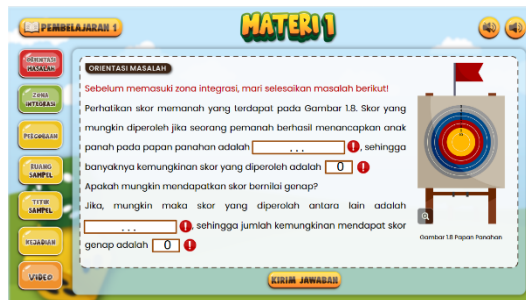 PEMBELAJARAN 1
MATERI 1
ORIENTASI
MASALAH
ZONA
INTEGRASI
PERCOBAAN
RUANG
SAMPEL
TITIK
SAMPEL
KEJADIAN
VIDEO
ORIENTASI MASALAH
Sebelum memasuki zona integrasi, mari selesaikan masalah berikut!
Perhatikan skor memanah yang terdapat pada Gambar 1.8. Skor yang
mungkin diperoleh jika seorang pemanah berhasil menancapkan anak
panah pada papan panahan adalah ... , sehingga
banyaknya kemungkinan skor yang diperoleh adalah 0
Apakah mungkin mendapatkan skor bernilai genap?
Jika, mungkin maka skor yang diperoleh antara lain adalah
... , sehingga jumlah kemungkinan mendapat skor
genap adalah 0
Gambar 1.8 Papan Panahan
KIRIM JAWABAN